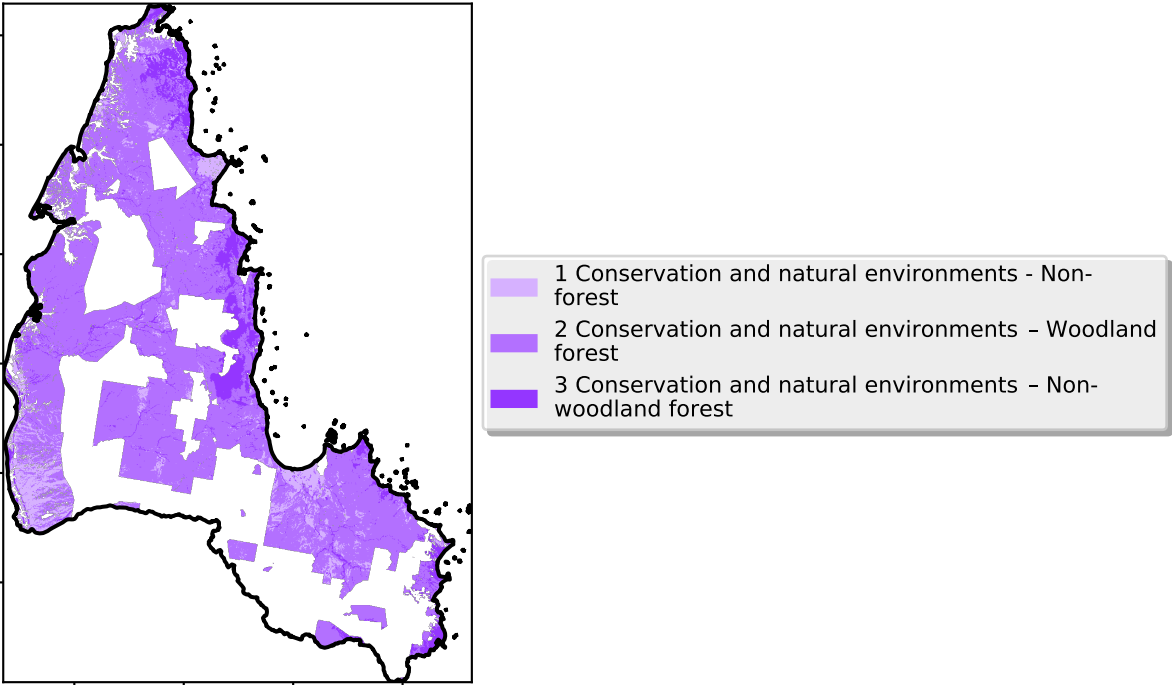 1 Conservation and natural environments - Non-
forest
2 Conservation and natural environments – Woodland
forest
3 Conservation and natural environments – Non-
woodland forest